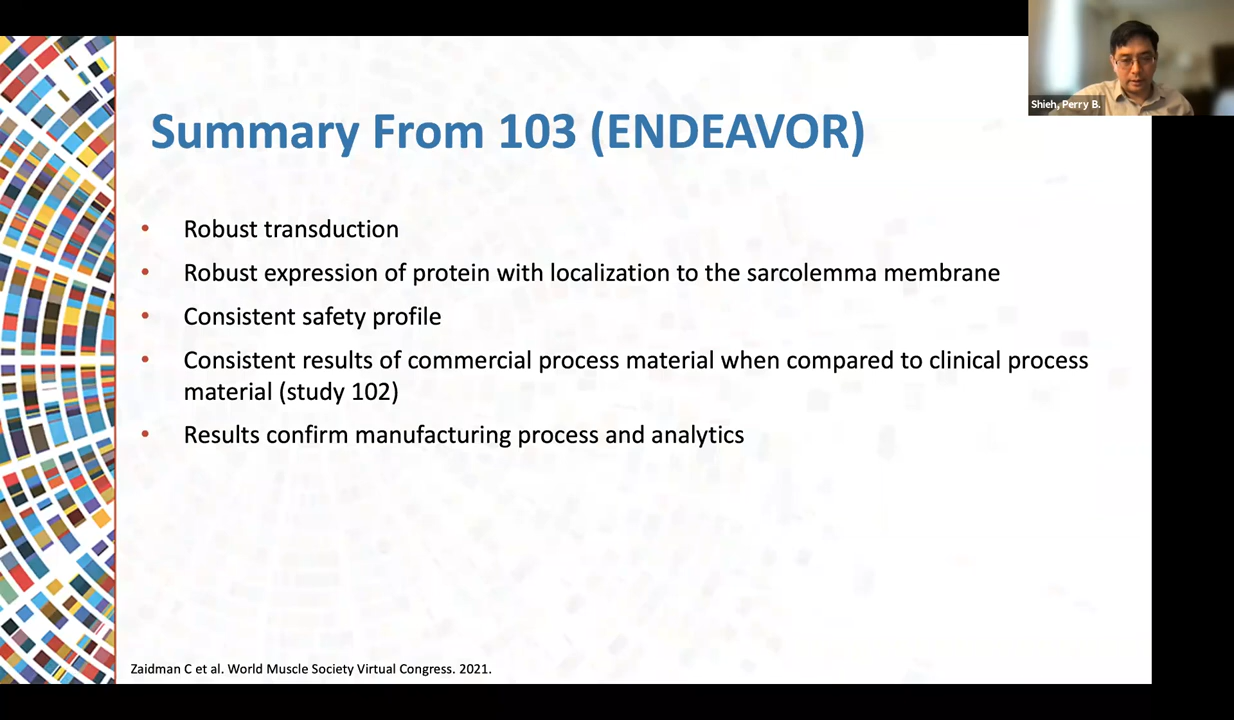 Shieh, Perry B.
Summary From 103 (ENDEAVOR)
• Robust transduction
• Robust expression of protein with localization to the sarcolemma membrane
• Consistent safety profile
• Consistent results of commercial process material when compared to clinical process
material (study 102)
• Results confirm manufacturing process and analytics
Zaidman C et al. World Muscle Society Virtual Congress. 2021.